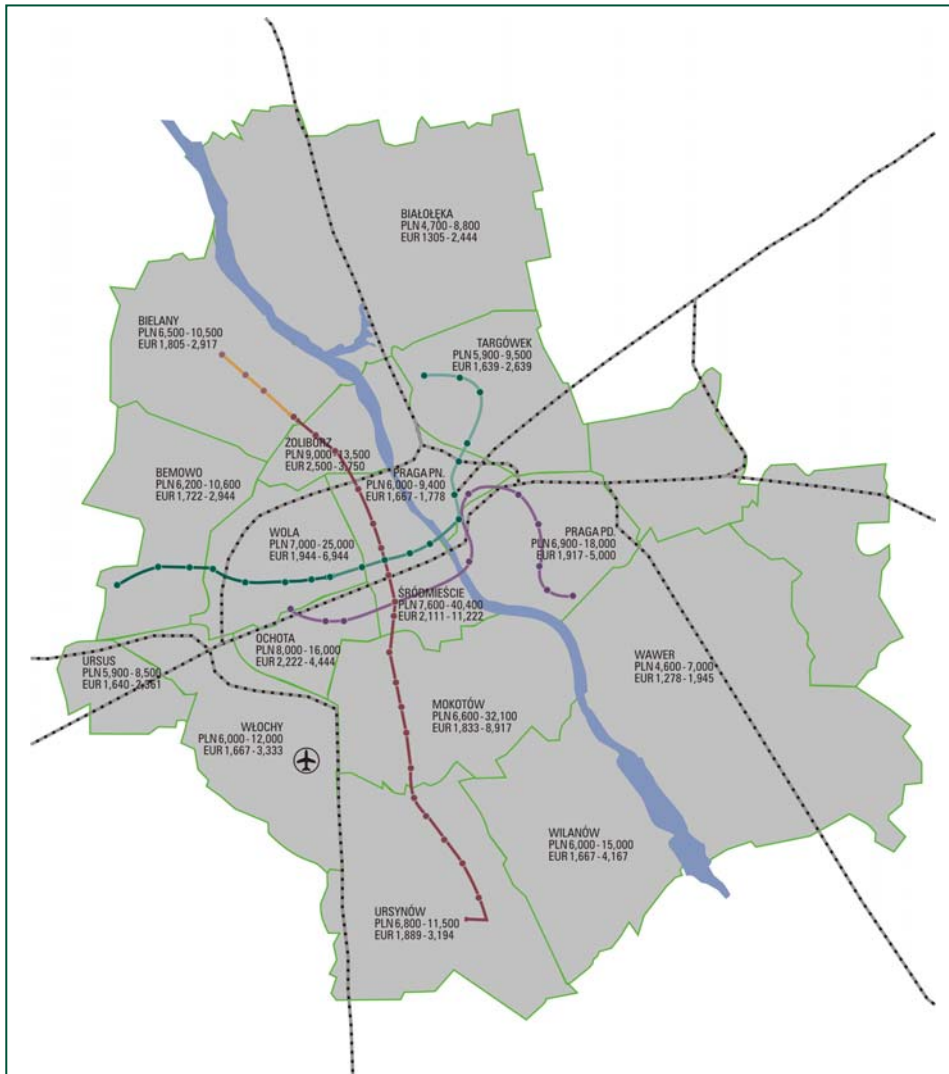 BIAŁOŁĘKA
PLN 4,700 - 8,800
EUR 1305 - 2,444
BIELANY
PLN 6,500 - 10,500
EUR 1,805 - 2,917
TARGÓWEK
PLN 5,900 - 9,500
EUR 1,639 - 2,639
ŻOLIBORZ
PLN 9,000 - 13,500
EUR 2,500 - 3,750
BEMOWO
PLN 6,200 - 10,600
EUR 1,722 - 2,944
PRAGA PN.
PLN 6,000 - 9,400
EUR 1,667 - 1,778
WOLA
PLN 7,000 - 25,000
EUR 1,944 - 6,944
PRAGA PD.
PLN 6,900 - 18,000
EUR 1,917 - 5,000
ŚRÓDMIEŚCIE
PLN 7,600 - 40,400
EUR 2,111 - 11,222
OCHOTA
PLN 8,000 - 16,000
EUR 2,222 - 4,444
URSUS
PLN 5,900 - 8,500
EUR 1,640 - 2,361
WAWER
PLN 4,600 - 7,000
EUR 1,278 - 1,945
MOKOTÓW
PLN 6,600 - 32,100
EUR 1,833 - 8,917
WŁOCHY
PLN 6,000 - 12,000
EUR 1,667 - 3,333
WILANÓW
PLN 6,000 - 15,000
EUR 1,667 - 4,167
URSYNÓW
PLN 6,800 - 11,500
EUR 1,889 - 3,194